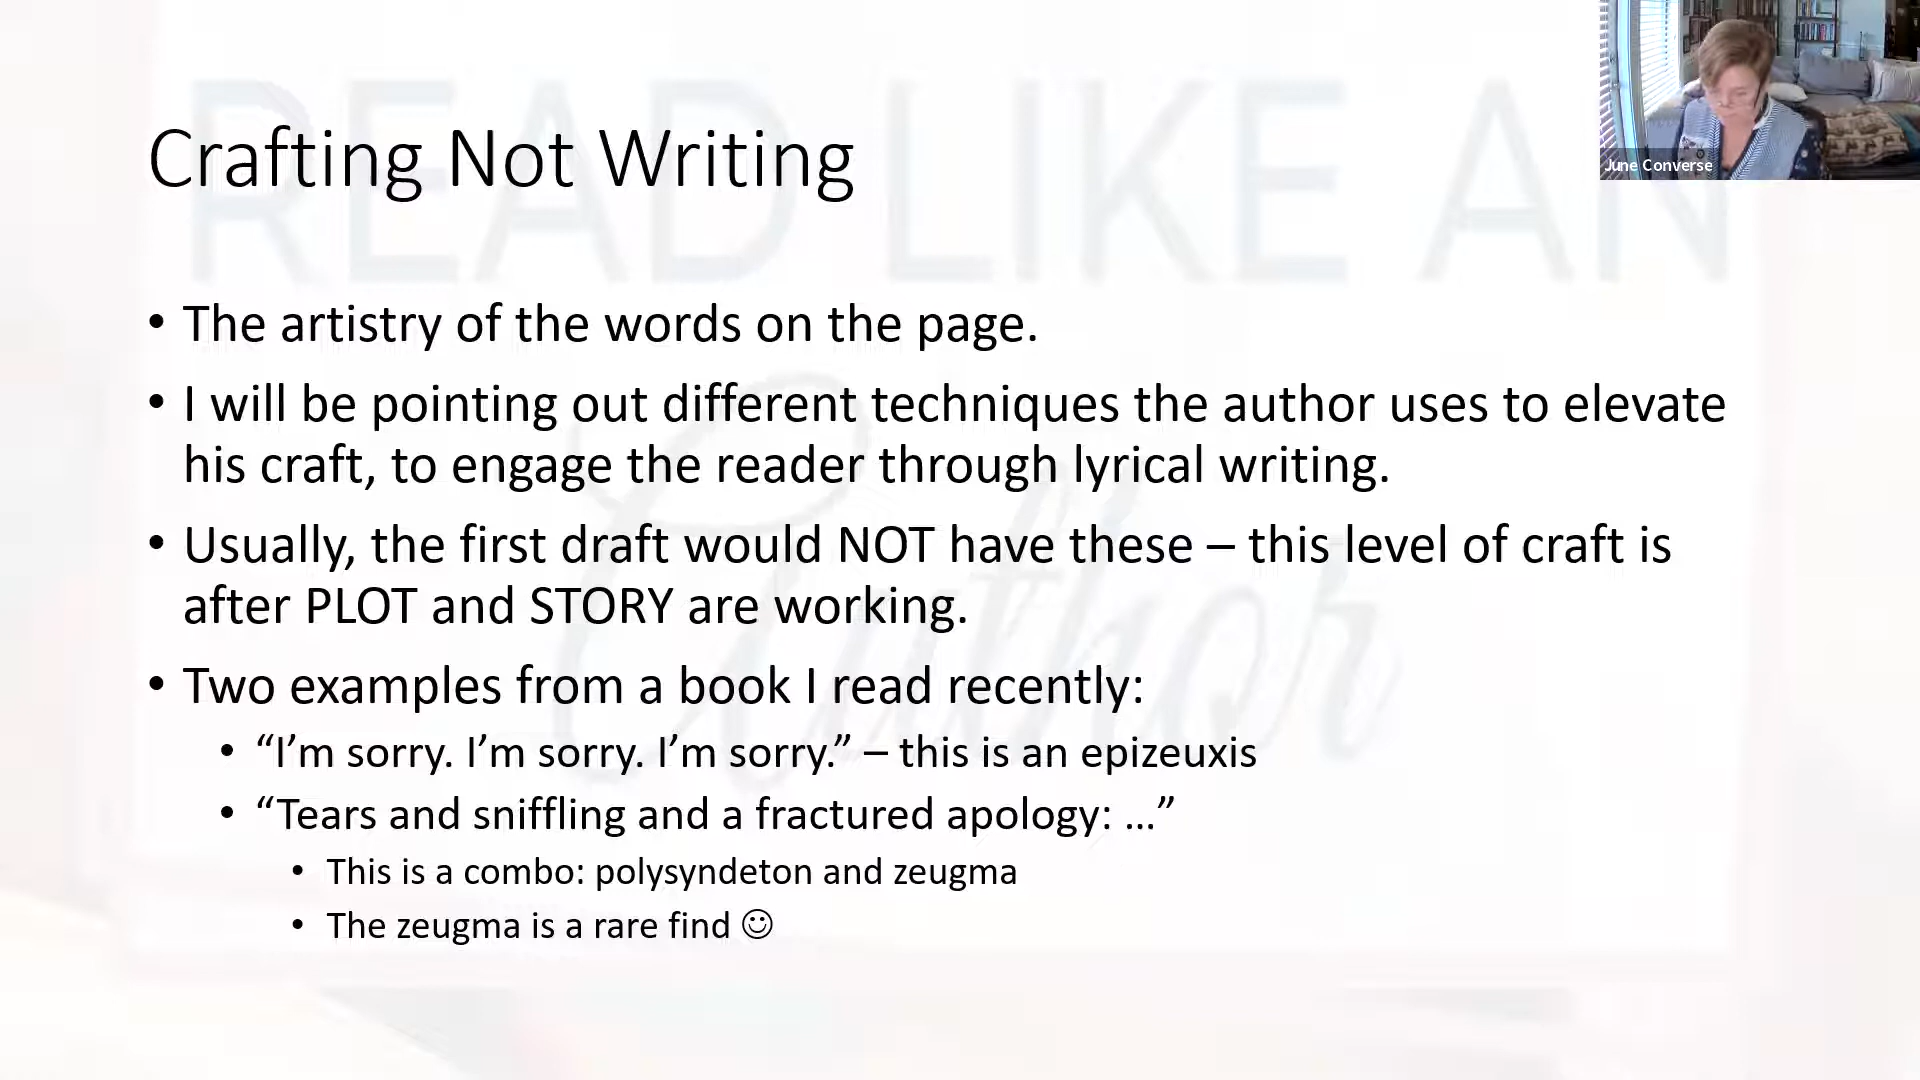 READ LIKE AN
Author
June Converse
Crafting Not Writing
• The artistry of the words on the page.
• I will be pointing out different techniques the author uses to elevate
his craft, to engage the reader through lyrical writing.
• Usually, the first draft would NOT have these – this level of craft is
after PLOT and STORY are working.
• Two examples from a book I read recently:
• “I’m sorry. I’m sorry. I’m sorry.” – this is an epizeuxis
• “Tears and sniffling and a fractured apology: …”
• This is a combo: polysyndeton and zeugma
• The zeugma is a rare find ☺